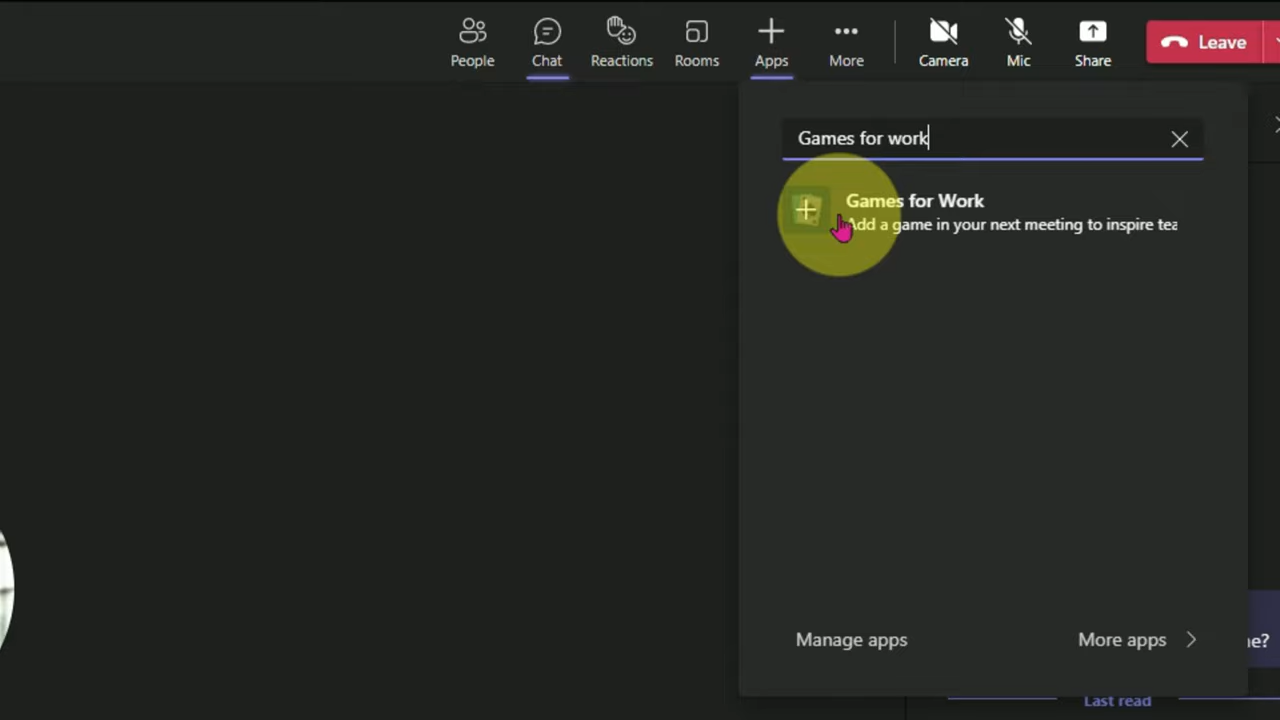 People
Chat
Reactions
Rooms
Apps
More
Camera
Mic
Share
Leave
Games for work
Games for Work
Add a game in your next meeting to inspire tea
Manage apps
More apps
ne?
Last read